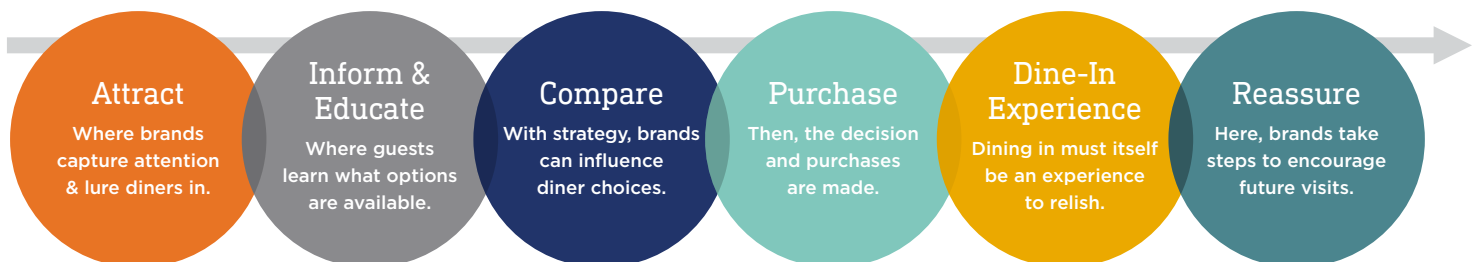 Attract
Where brands
capture attention
& lure diners in.
Inform &
Educate
Where guests
learn what options
are available.
Compare
With strategy, brands
can influence
diner choices.
Purchase
Then, the decision
and purchases
are made.
Dine-In
Experience
Dining in must itself
be an experience
to relish.
Reassure
Here, brands take
steps to encourage
future visits.